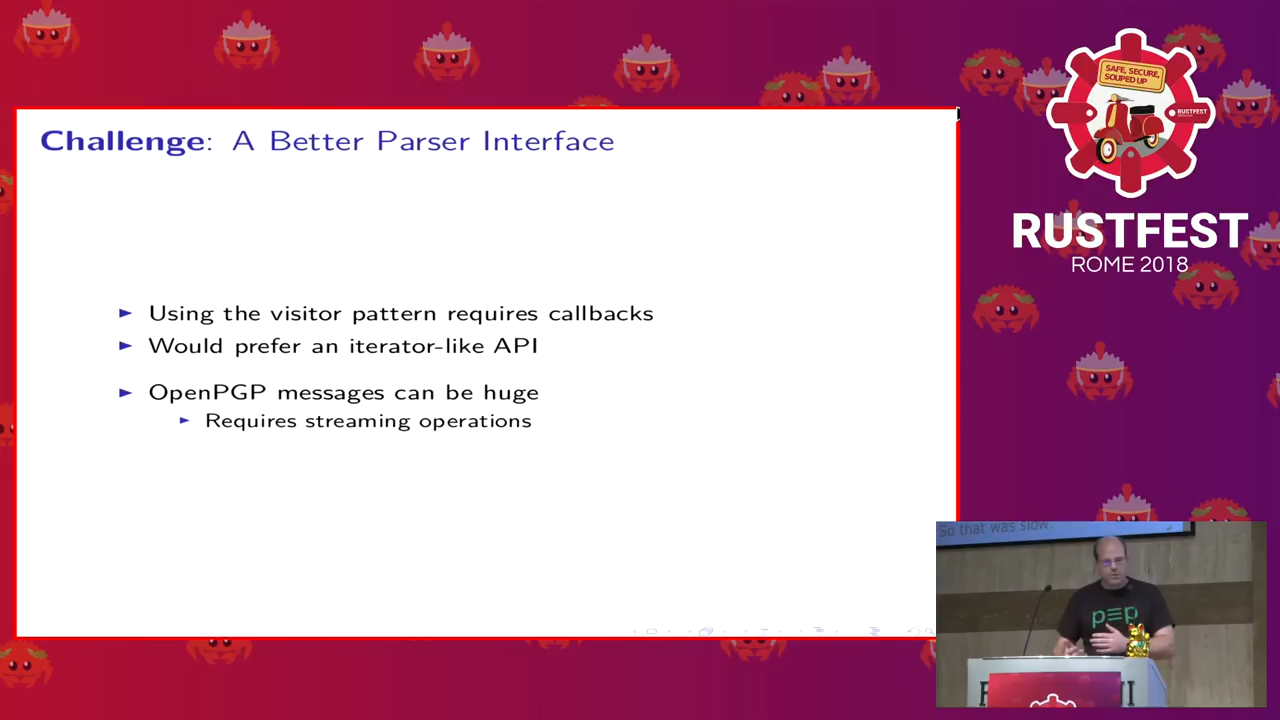 Challenge: A Better Parser Interface
Using the visitor pattern requires callbacks
Would prefer an iterator-like API
OpenPGP messages can be huge
Requires streaming operations
SAFE, SECURE,
SOUPED UP
RUSTFEST
RUSTFEST
ROME 2018
So that was slow.
p≡p